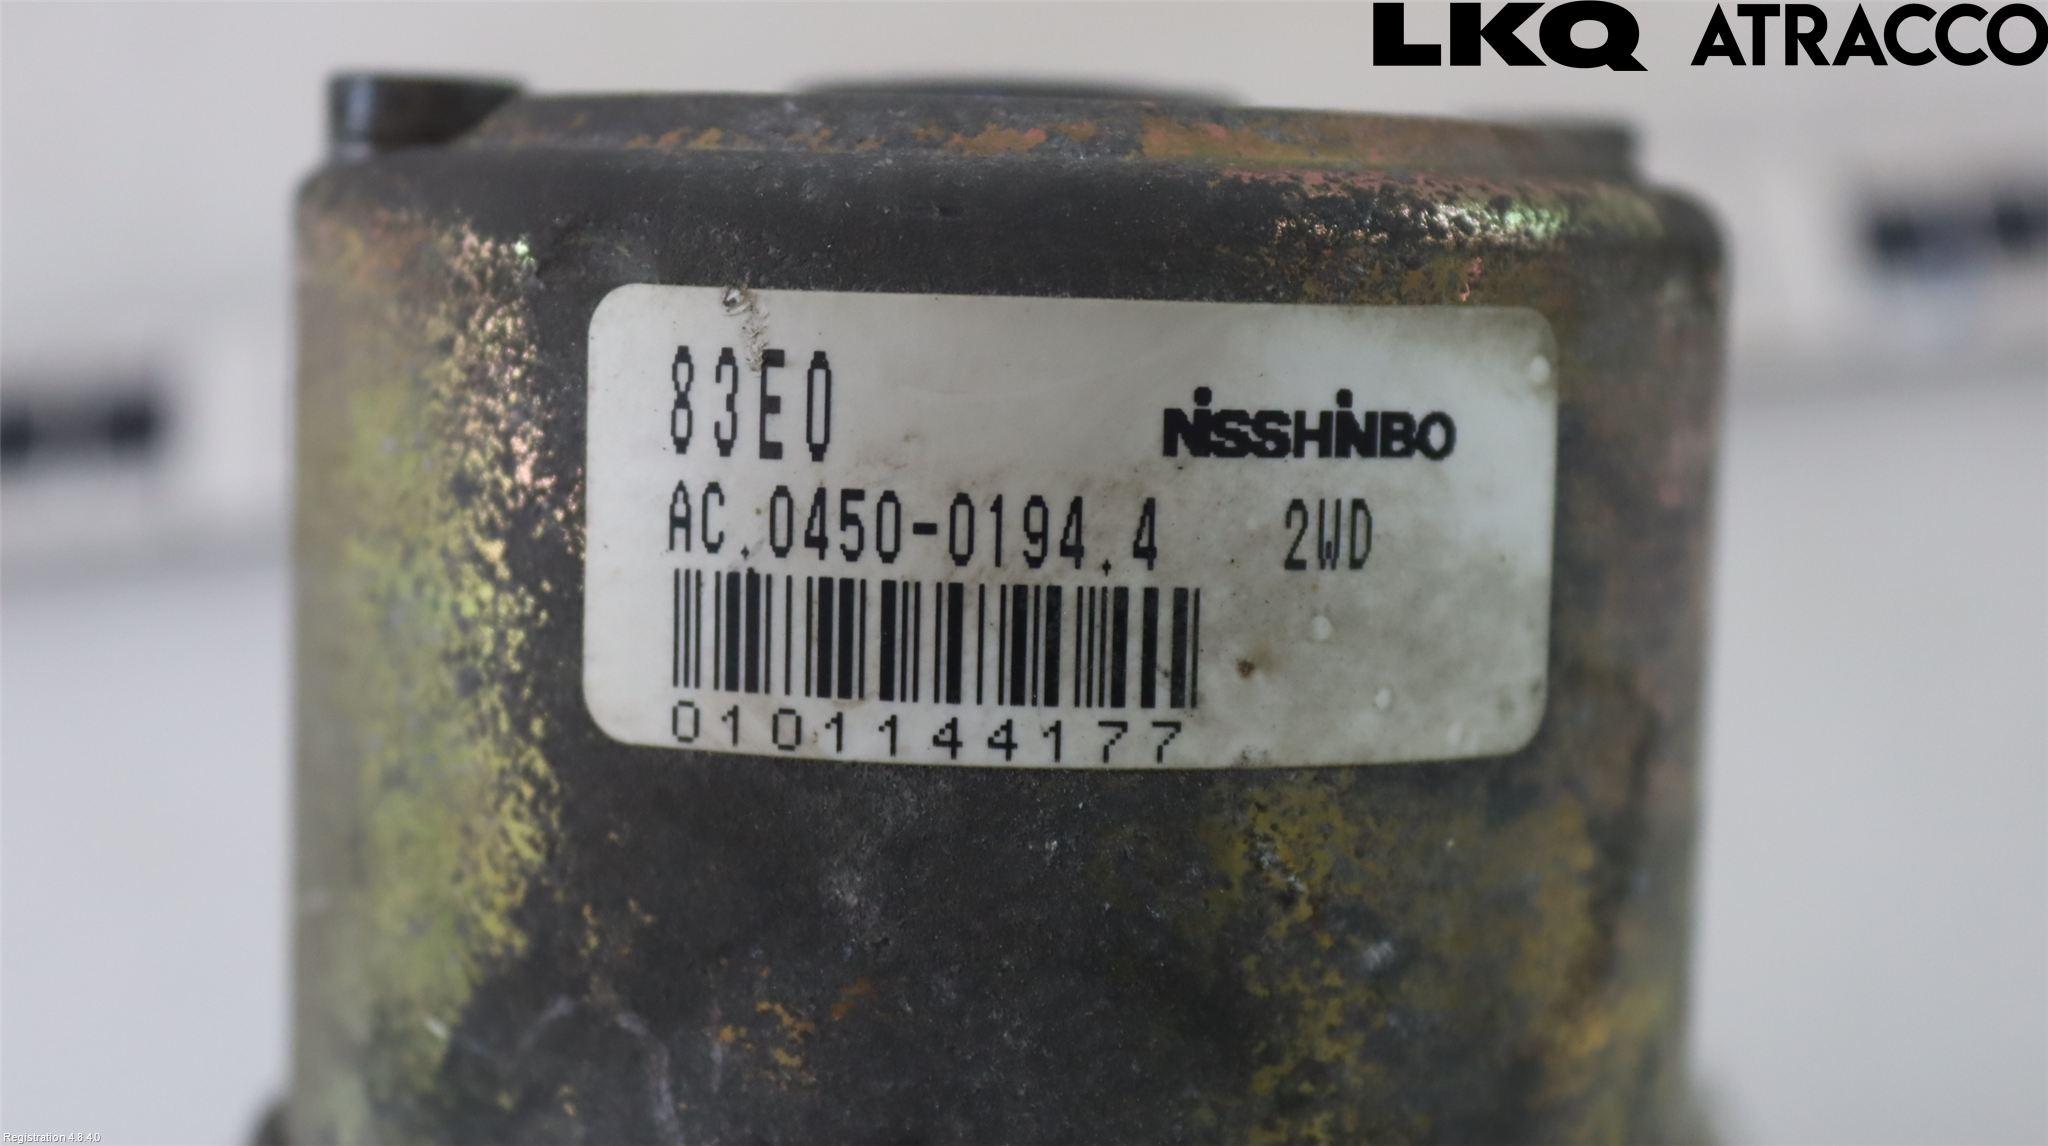 LKQ ATRACCO
83E0
NISSHINBO
AC.0450-0194.4 2WD
0101144177
Registration 4.8.4.0